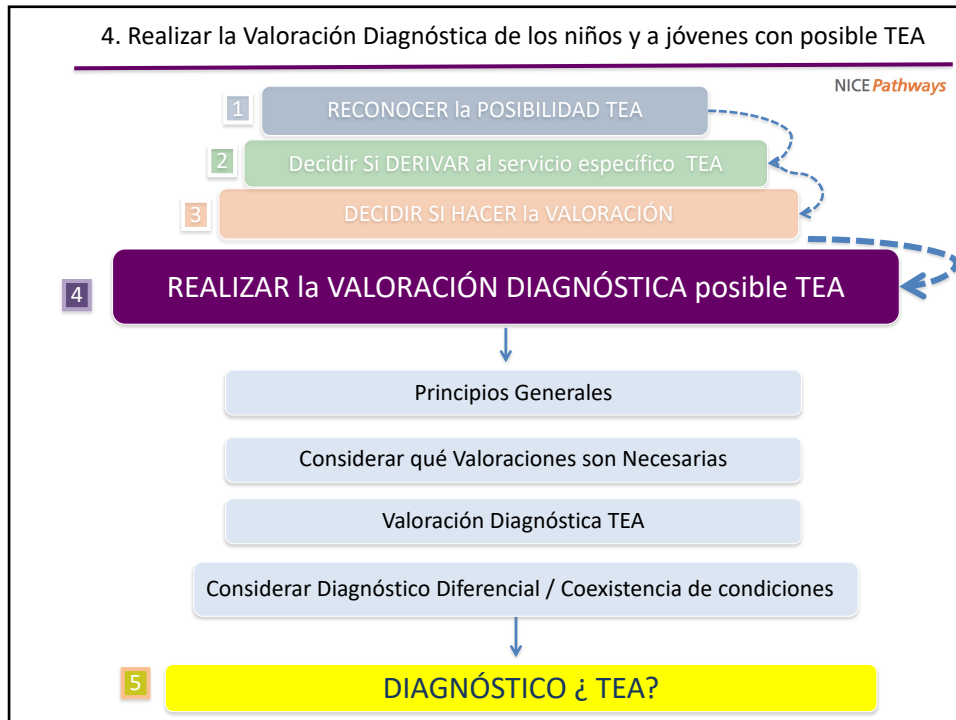 4. Realizar la Valoración Diagnóstica de los niños y a jóvenes con posible TEA
NICE Pathways
1 RECONOCER la POSIBILIDAD TEA
2 Decidir Si DERIVAR al servicio específico TEA
3 DECIDIR SI HACER la VALORACIÓN
4 REALIZAR la VALORACIÓN DIAGNÓSTICA posible TEA
Principios Generales
Considerar qué Valoraciones son Necesarias
Valoración Diagnóstica TEA
Considerar Diagnóstico Diferencial / Coexistencia de condiciones
5 DIAGNÓSTICO ¿ TEA?